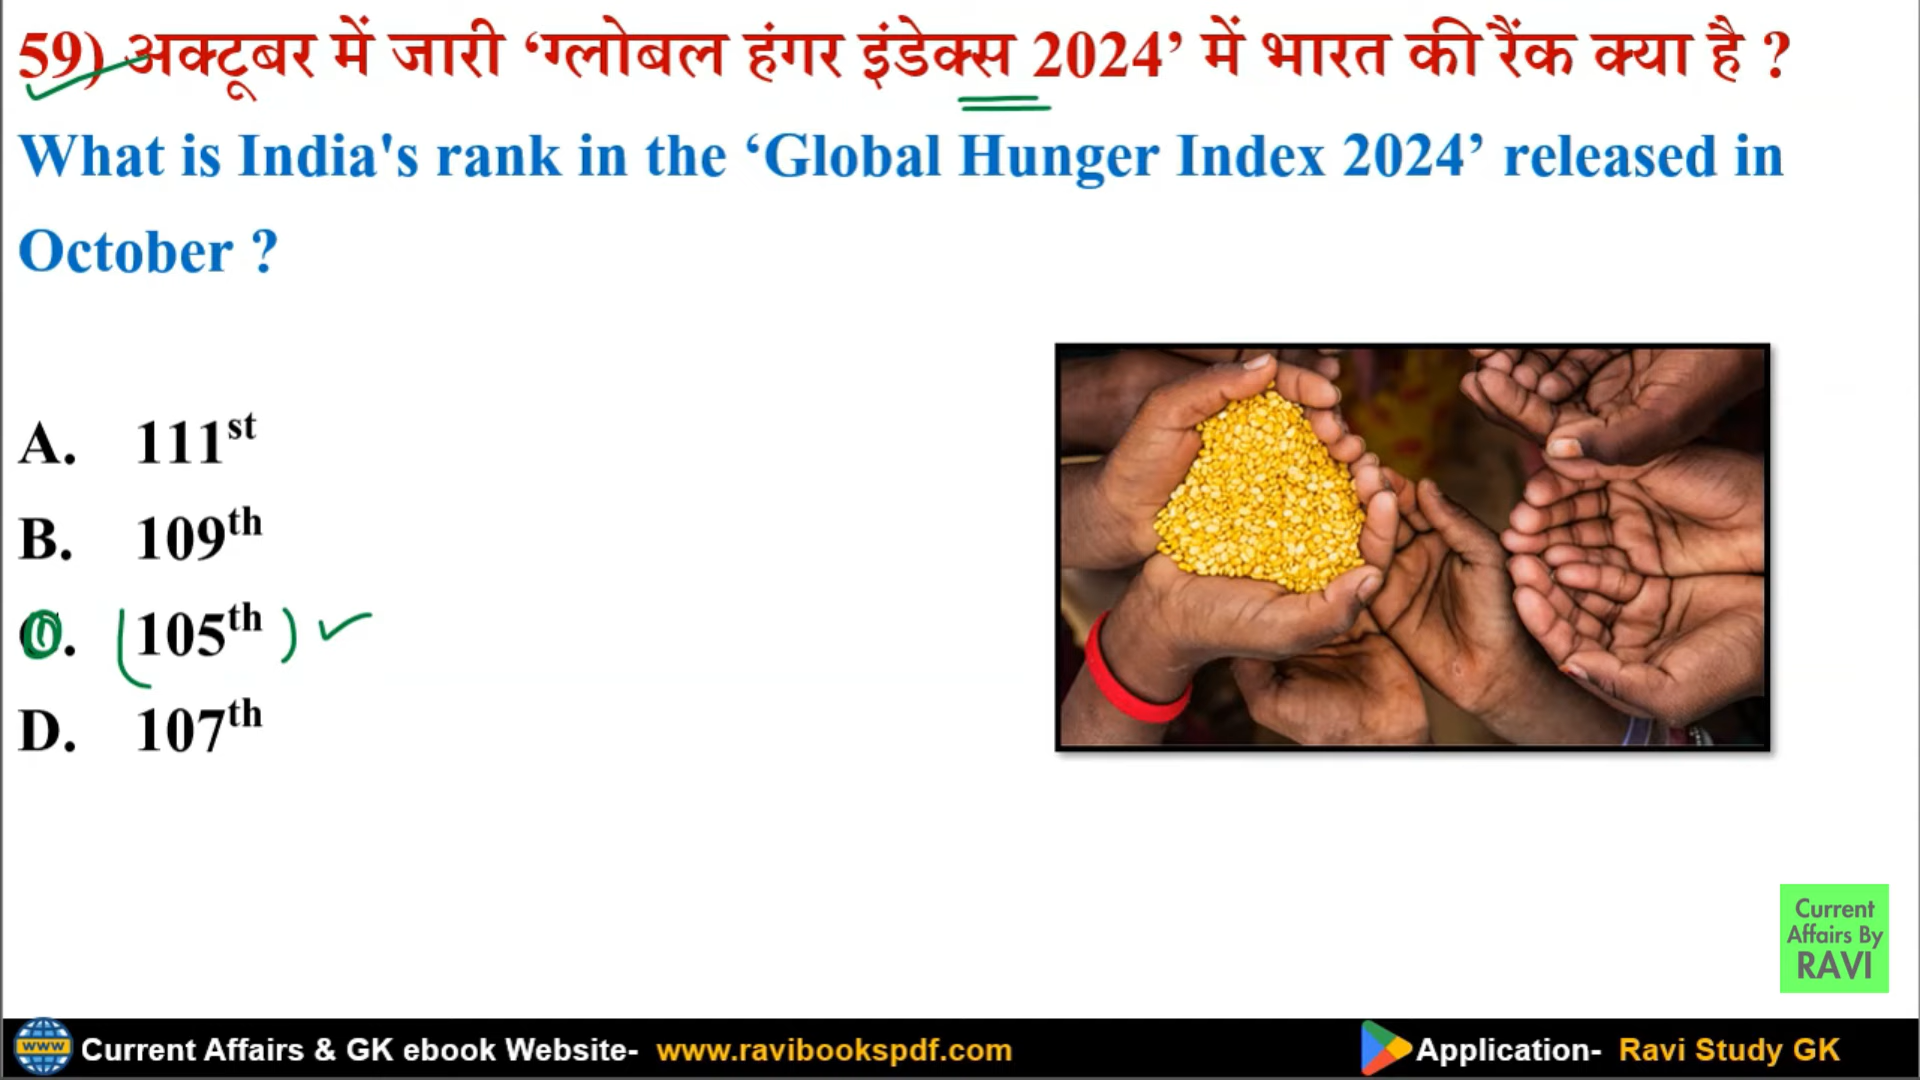 59) अक्टूबर में जारी ‘ग्लोबल हंगर इंडेक्स 2024’ में भारत की रैंक क्या है ?
What is India's rank in the ‘Global Hunger Index 2024’ released in
October ?
A. 111st
B. 109th
C. (105th)
D. 107th
Current
Affairs By
RAVI
www Current Affairs & GK ebook Website- www.ravibookspdf.com Application- Ravi Study GK